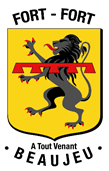 FORT - FORT
A Tout Venant
• BEAUJEU •